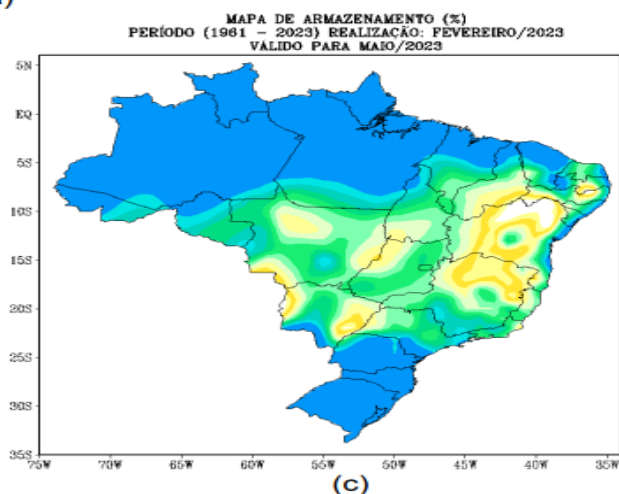 MAPA DE ARMAZENAMENTO (%)
PERÍODO (1961 – 2023) REALIZAÇÃO: FEVEREIRO/2023
VÁLIDO PARA MAIO/2023
5N
EQ
5S
10S
15S
20S
25S
30S
35S
75W 70W 65W 60W 55W 50W 45W 40W 35W
(C)